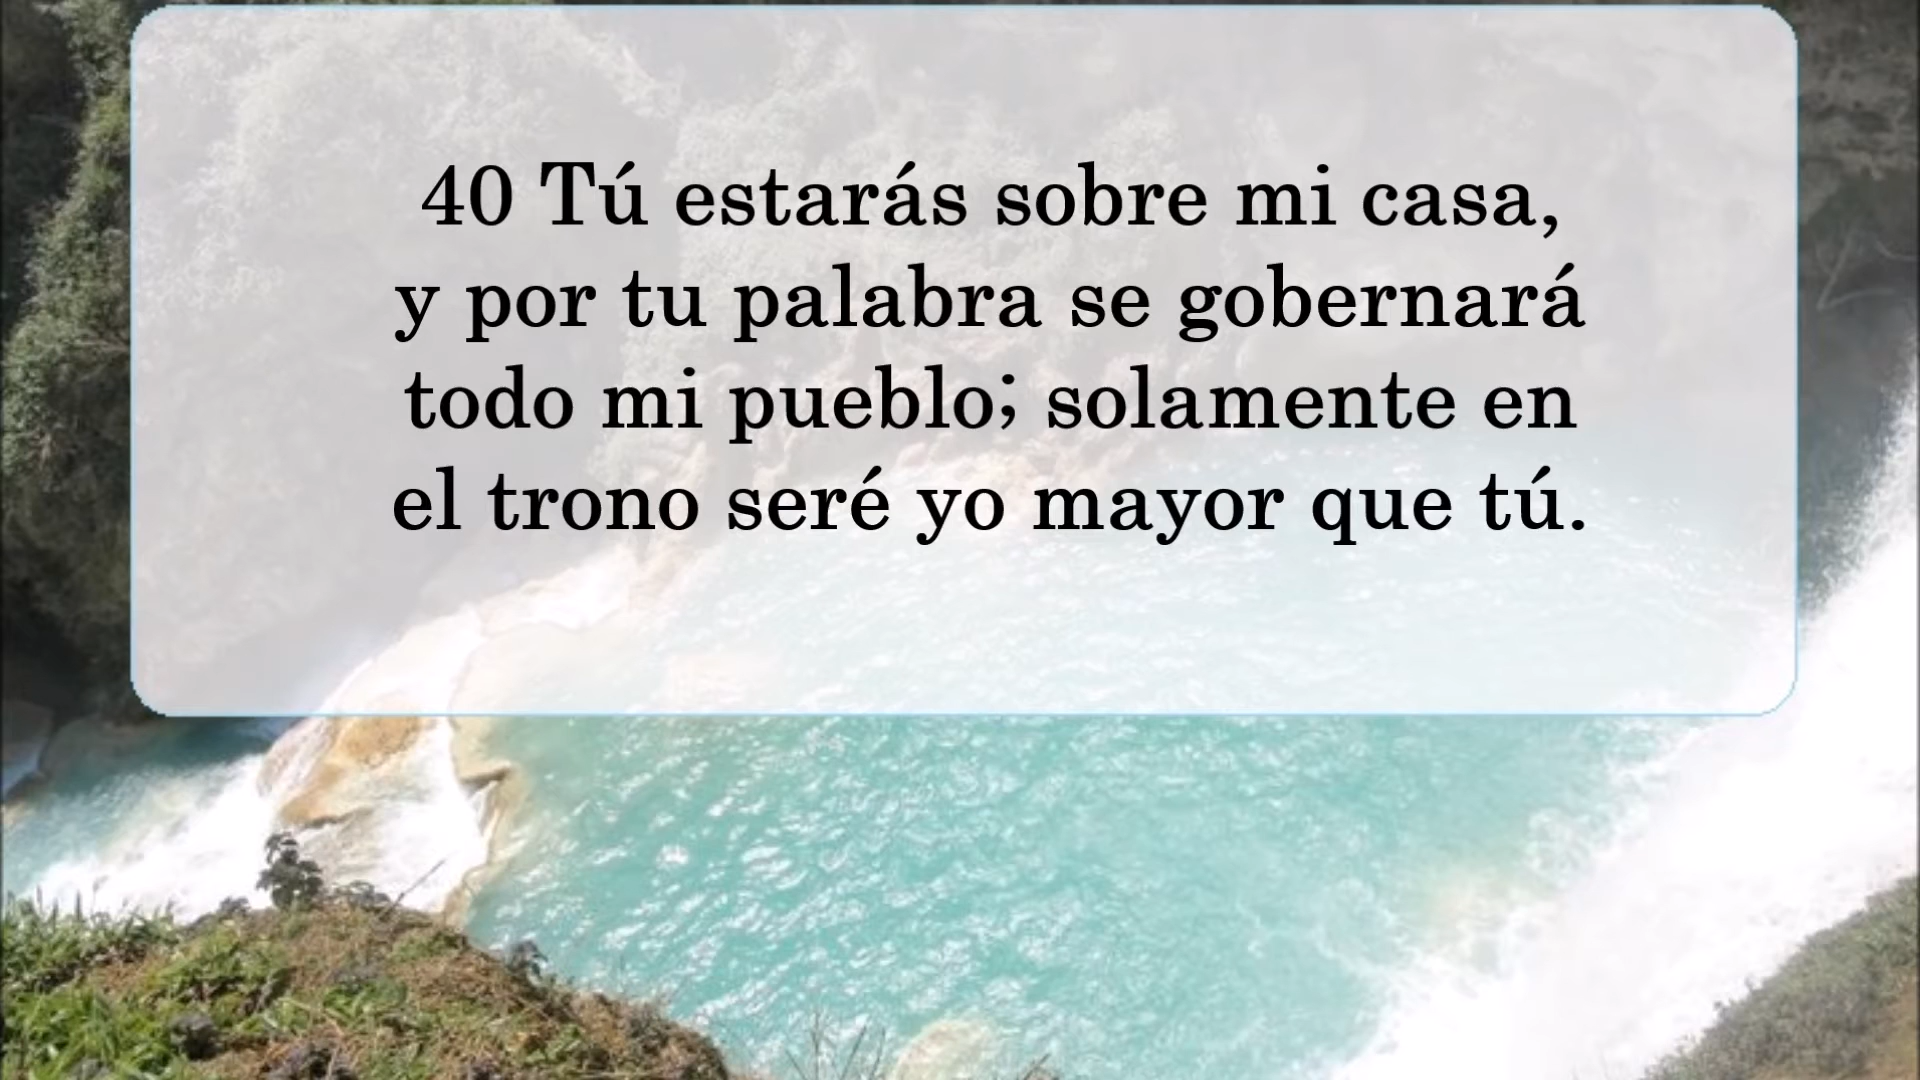 40 Tú estarás sobre mi casa,
y por tu palabra se gobernará
todo mi pueblo; solamente en
el trono seré yo mayor que tú.